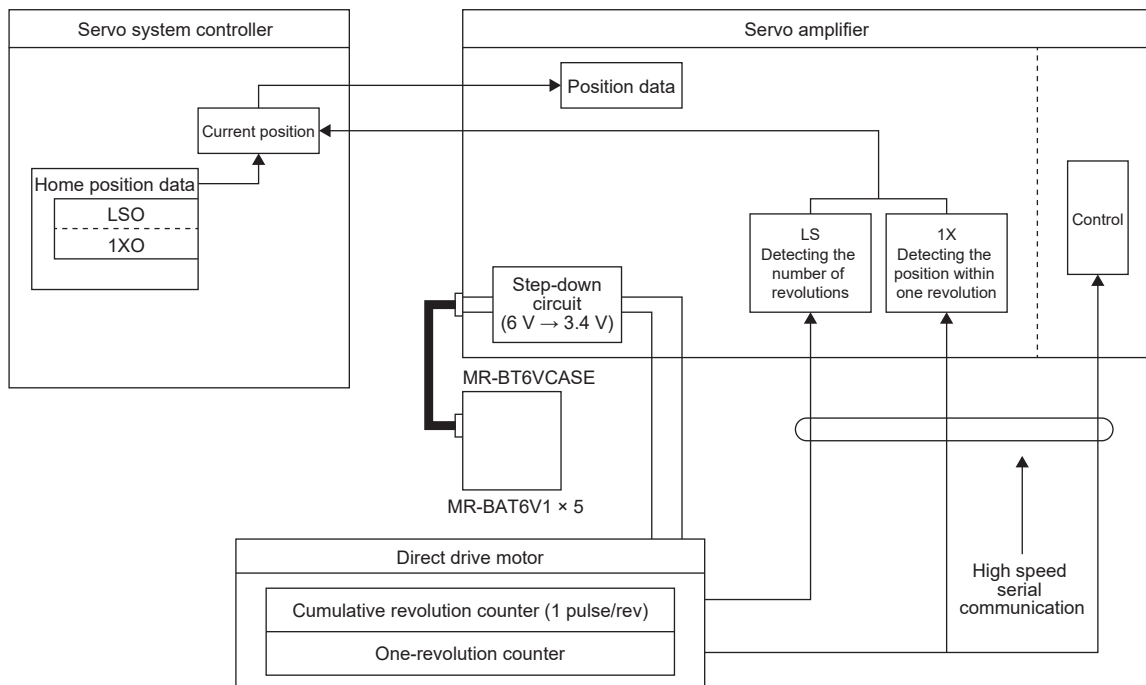 Servo system controller
Servo amplifier
Position data
Current position
Home position data
LSO
1XO
Control
LS
Detecting the
number of
revolutions
1X
Detecting the
position within
one revolution
Step-down
circuit
(6 V → 3.4 V)
MR-BT6VCASE
MR-BAT6V1 × 5
Direct drive motor
Cumulative revolution counter (1 pulse/rev)
One-revolution counter
High speed
serial
communication